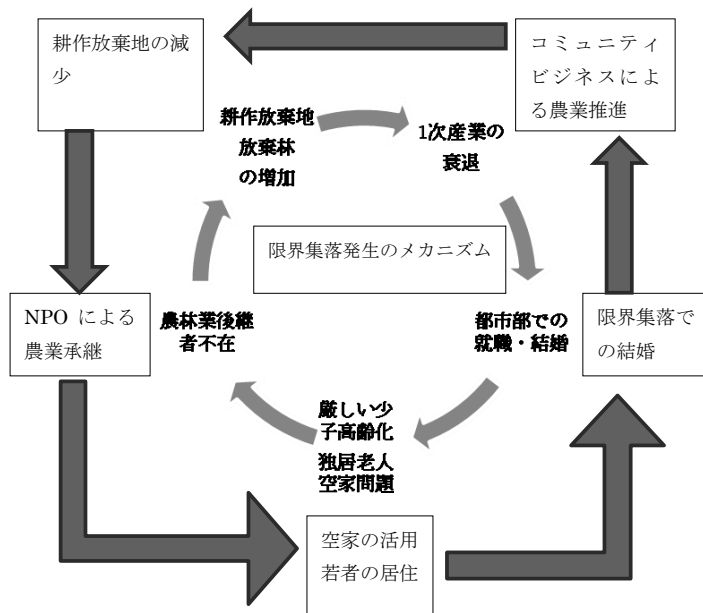 耕作放棄地の減
少
コミュニティ
ビジネスによ
る農業推進
耕作放棄地
放棄林
の増加
1次産業の
衰退
限界集落発生のメカニズム
NPO による
農業承継
農林業後継
者不在
都市部での
就職・結婚
限界集落で
の結婚
厳しい少
子高齢化
独居老人
空家問題
空家の活用
若者の居住